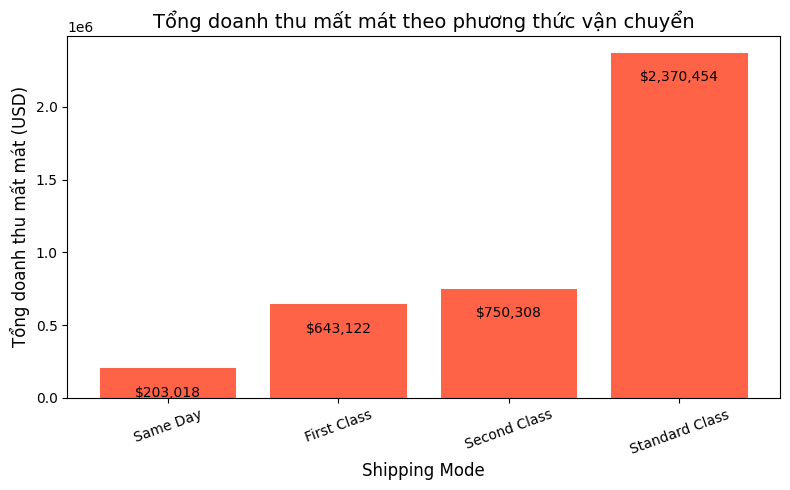 Tổng doanh thu mất mát theo phương thức vận chuyển
1e6
Tổng doanh thu mất mát (USD)
2.0
1.5
1.0
0.5
0.0
$2,370,454
$750,308
$643,122
$203,018
Same Day
First Class
Second Class
Standard Class
Shipping Mode